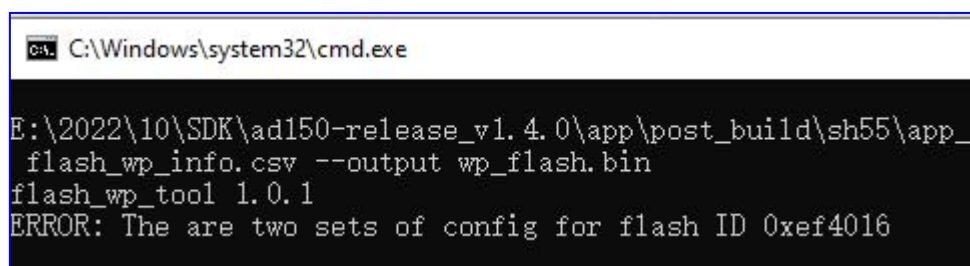 C:\Windows\system32\cmd.exe
E:\2022\10\SDK\ad150-release_v1.4.0\app\post_build\sh55\app_
flash_wp_info.csv --output wp_flash.bin
flash_wp_tool 1.0.1
ERROR: The are two sets of config for flash ID 0xef4016